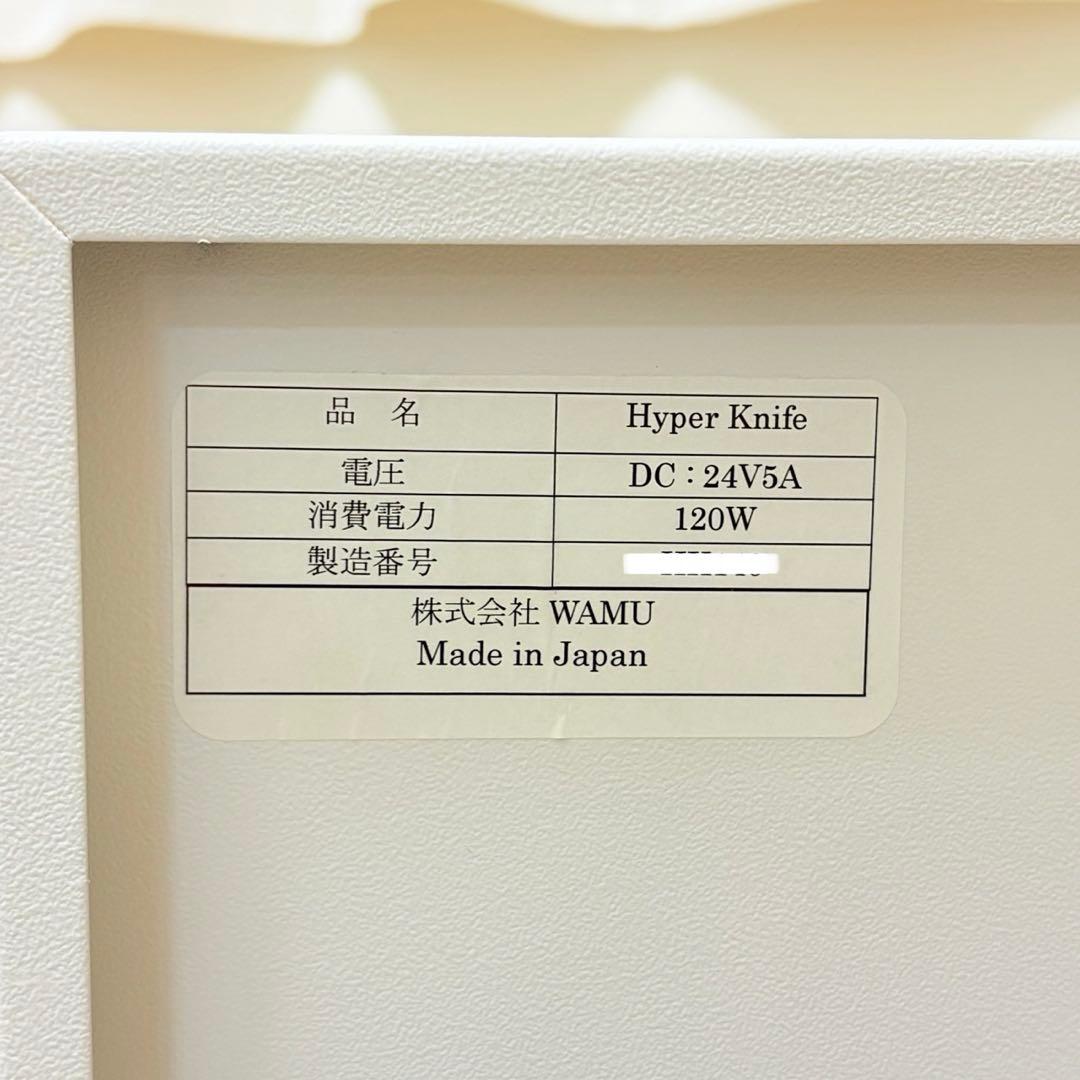 品 名 Hyper Knife
電圧 DC：24V5A
消費電力 120W
製造番号
株式会社 WAMU
Made in Japan